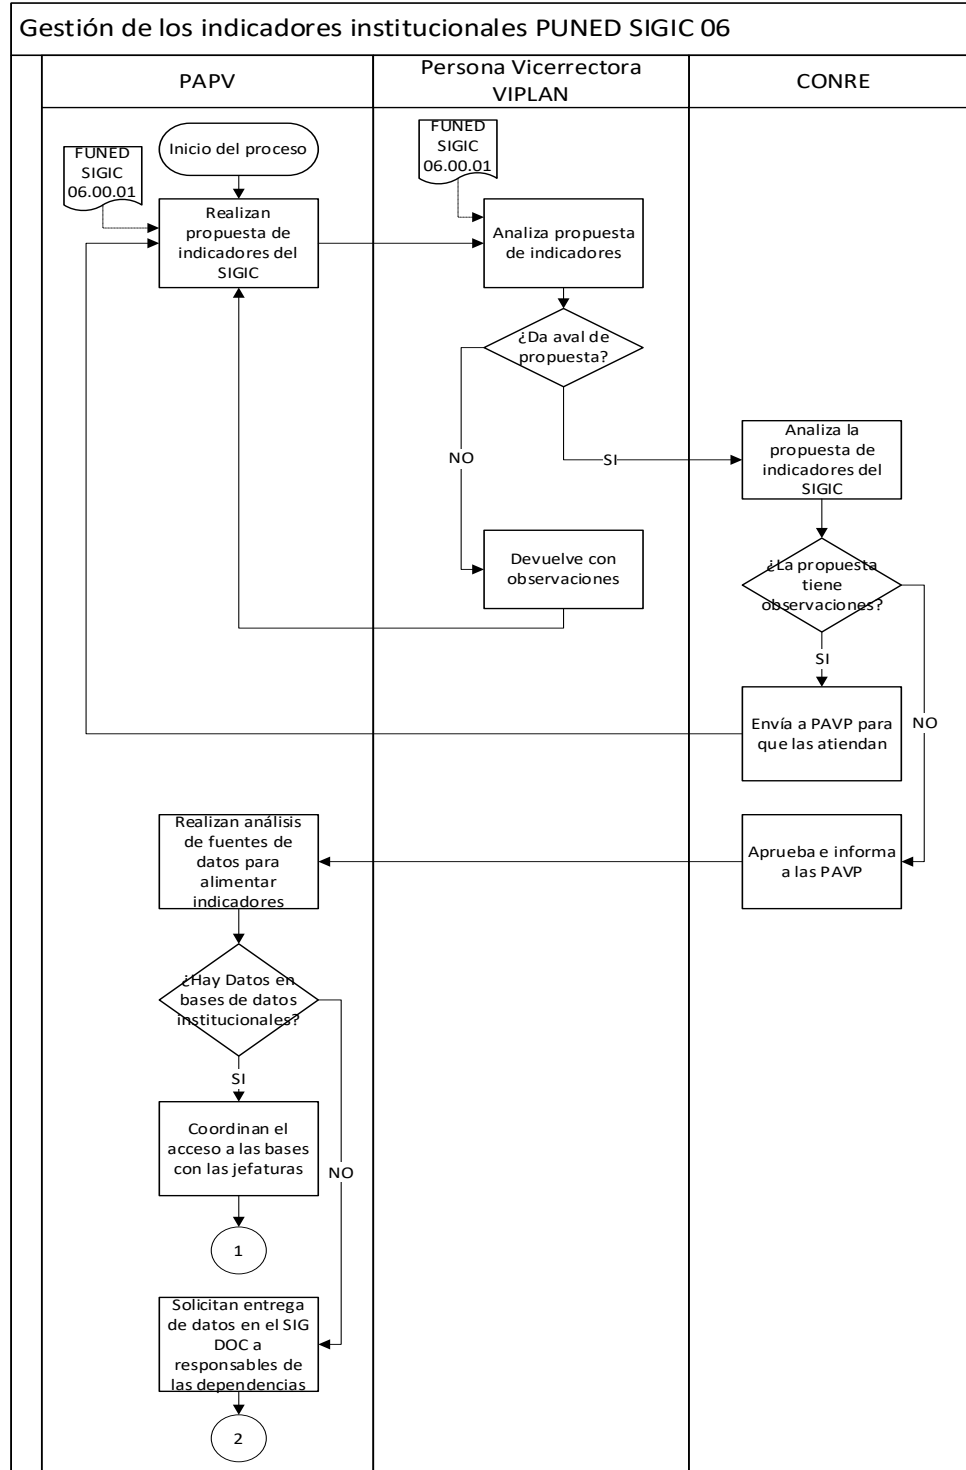 Gestión de los indicadores institucionales PUNED SIGIC 06
PAPV
Persona Vicerrectora
VIPLAN
CONRE
Inicio del proceso
FUNED
SIGIC
06.00.01
Realizan
propuesta de
indicadores del
SIGIC
FUNED
SIGIC
06.00.01
Analiza propuesta
de indicadores
¿Da aval de
propuesta?
NO
SI
Devuelve con
observaciones
Analiza la
propuesta de
indicadores del
SIGIC
¿La propuesta
tiene
observaciones?
SI
NO
Envía a PAVP para
que las atiendan
Aprueba e informa
a las PAVP
Realizan análisis
de fuentes de
datos para
alimentar
indicadores
¿Hay Datos en
bases de datos
institucionales?
SI
NO
Coordinan el
acceso a las bases
con las jefaturas
1
Solicitan entrega
de datos en el SIG
DOC a
responsables de
las dependencias
2